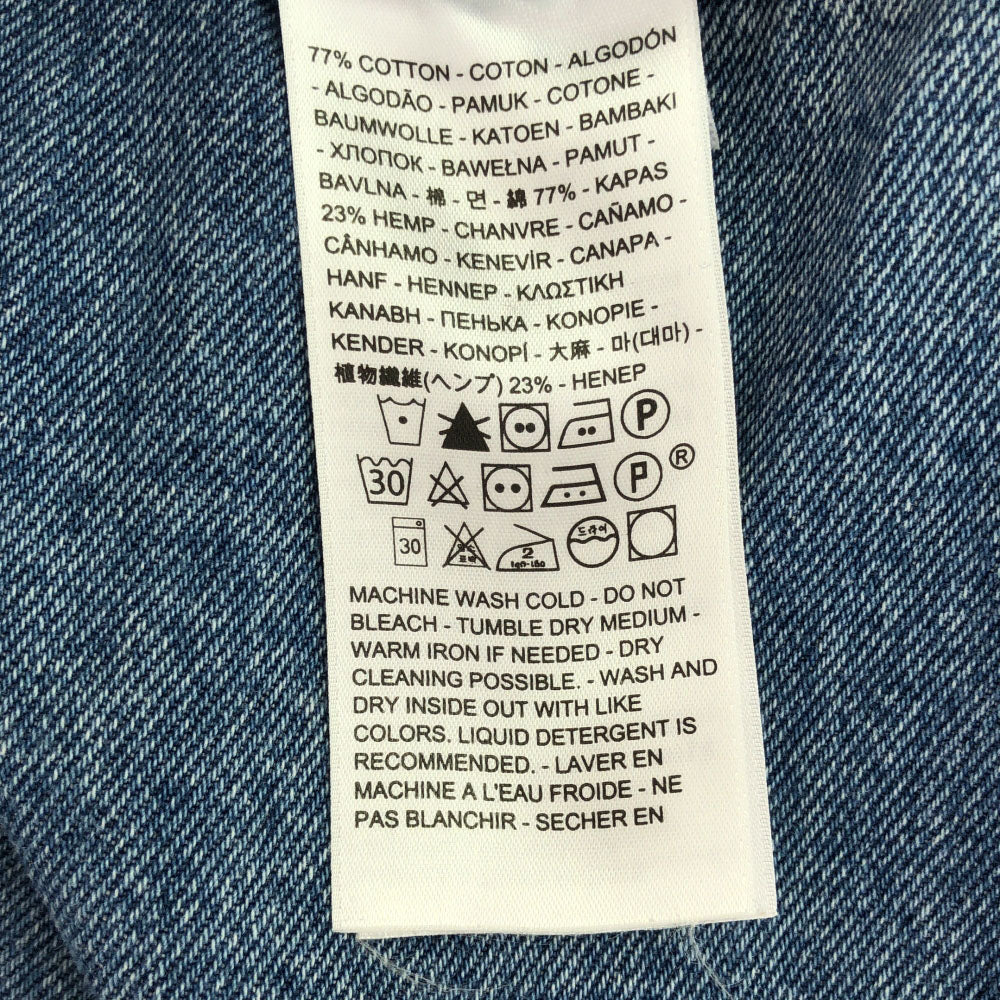 77% COTTON - COTON - ALGODÓN
- ALGODÃO - PAMUK - COTONE -
BAUMWOLLE - KATOEN - BAMBAKI
- ХЛОПОК - BAWEŁNA - PAMUT -
BAVLNA - 棉 - 면 - 綿 77% - KAPAS
23% HEMP - CHANVRE - CAÑAMO -
CÂNHAMO - KENEVİR - CANAPA -
HANF - HENNEP - ΚΛΩΣΤΙΚΗ
KANABH - ПЕНЬКА - KONOPIE -
KENDER - KONOPÍ - 大麻 - 마(대마) -
植物繊維(ヘンプ) 23% - HENEP
P
30 P ®
30 2 드라이
MACHINE WASH COLD - DO NOT
BLEACH - TUMBLE DRY MEDIUM -
WARM IRON IF NEEDED - DRY
CLEANING POSSIBLE. - WASH AND
DRY INSIDE OUT WITH LIKE
COLORS. LIQUID DETERGENT IS
RECOMMENDED. - LAVER EN
MACHINE A L'EAU FROIDE - NE
PAS BLANCHIR - SECHER EN